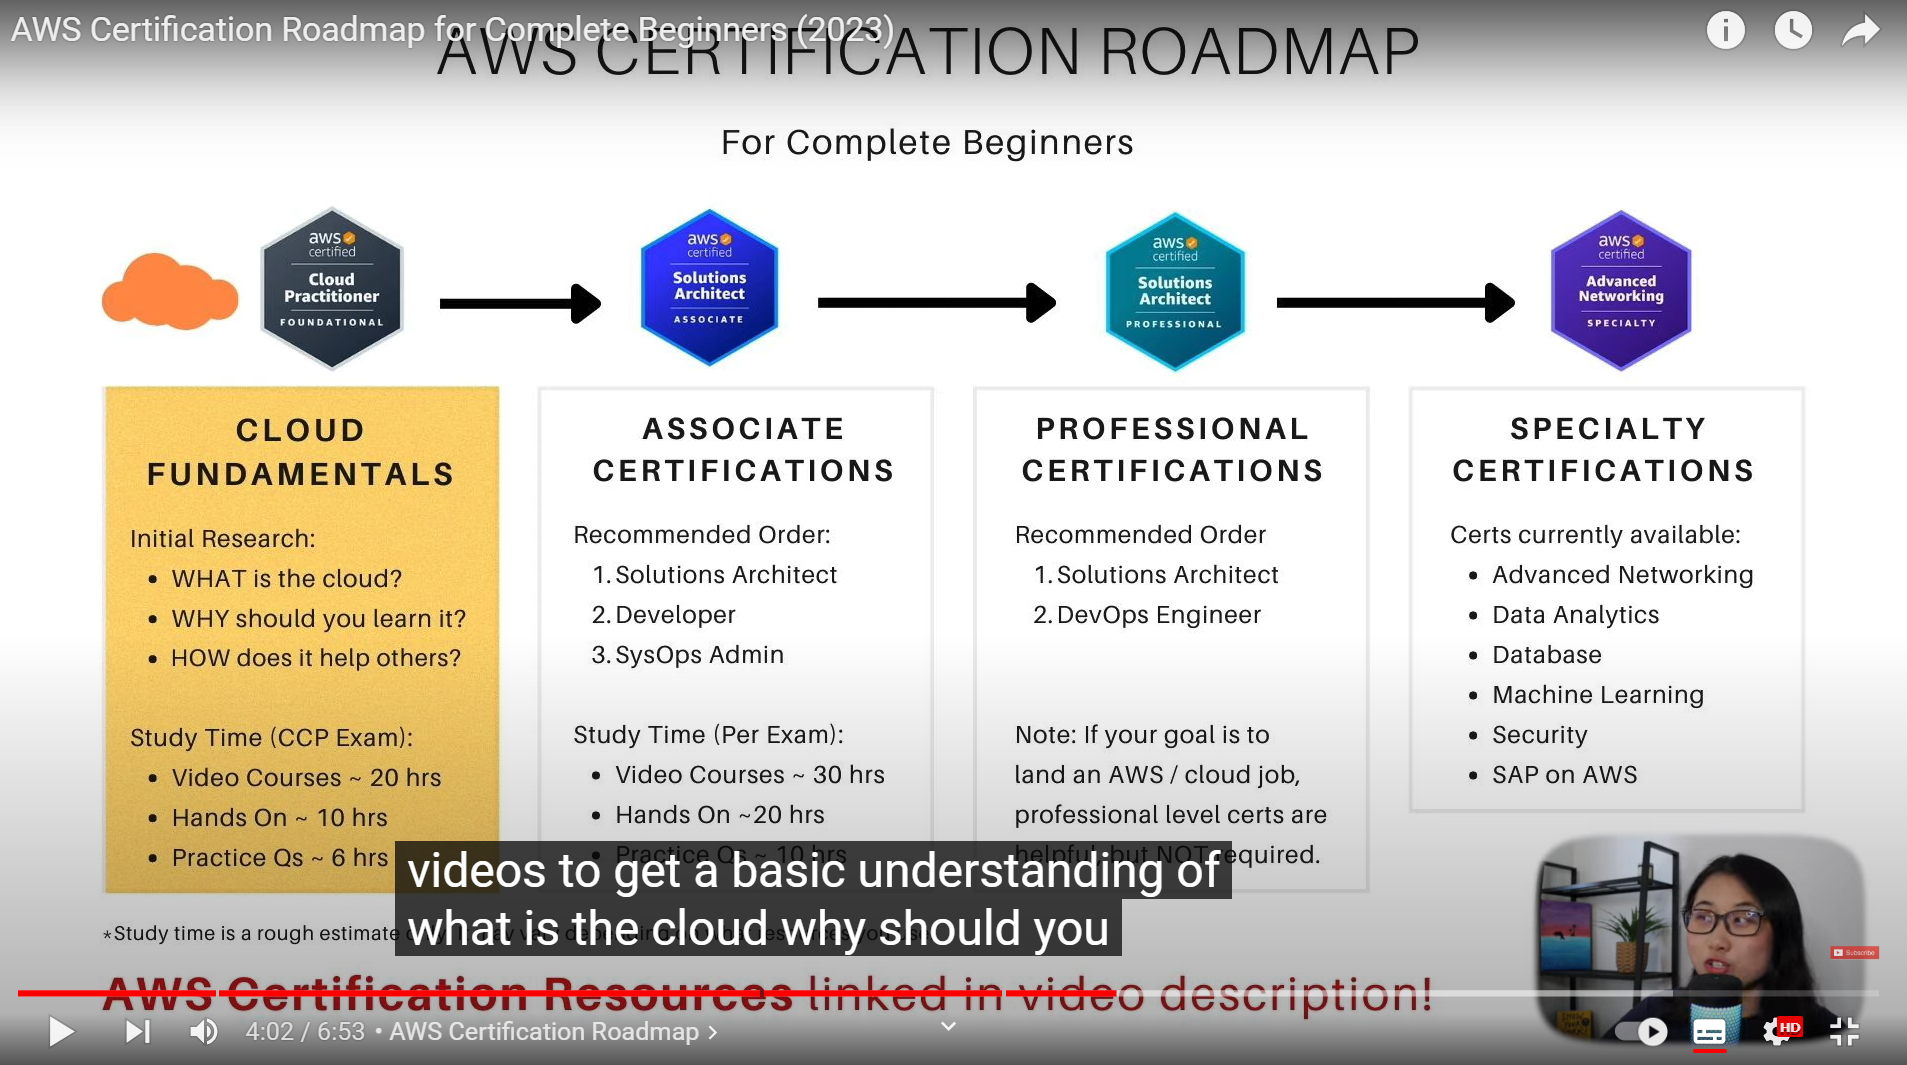 AWS Certification Roadmap for Complete Beginners (2023)
AWS CERTIFICATION ROADMAP
For Complete Beginners
aws
certified
Cloud
Practitioner
FOUNDATIONAL
aws
certified
Solutions
Architect
ASSOCIATE
aws
certified
Solutions
Architect
PROFESSIONAL
aws
certified
Advanced
Networking
SPECIALTY
CLOUD
FUNDAMENTALS
Initial Research:
• WHAT is the cloud?
• WHY should you learn it?
• HOW does it help others?
Study Time (CCP Exam):
• Video Courses ~ 20 hrs
• Hands On ~ 10 hrs
• Practice Qs ~ 6 hrs
ASSOCIATE
CERTIFICATIONS
Recommended Order:
1. Solutions Architect
2. Developer
3. SysOps Admin
Study Time (Per Exam):
• Video Courses ~ 30 hrs
• Hands On ~20 hrs
• Practice Qs ~ 10 hrs
PROFESSIONAL
CERTIFICATIONS
Recommended Order
1. Solutions Architect
2. DevOps Engineer
Note: If your goal is to
land an AWS / cloud job,
professional level certs are
helpful, but NOT required.
SPECIALTY
CERTIFICATIONS
Certs currently available:
• Advanced Networking
• Data Analytics
• Database
• Machine Learning
• Security
• SAP on AWS
videos to get a basic understanding of
what is the cloud why should you
*Study time is a rough estimate
Subscribe
AWS Certification Resources linked in video description!
4:02 / 6:53 • AWS Certification Roadmap >
HD